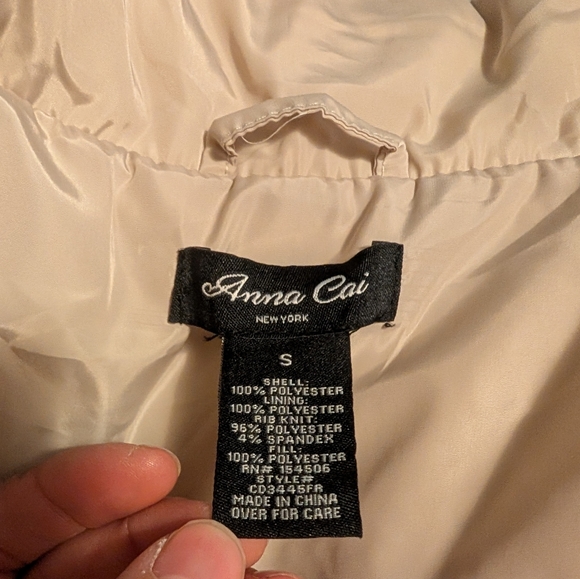 Anna Cai
NEW YORK
S
SHELL:
100% POLYESTER
LINING:
100% POLYESTER
RIB KNIT:
96% POLYESTER
4% SPANDEX
FILL:
100% POLYESTER
RN# 154506
STYLE#
CD3445FR
MADE IN CHINA
OVER FOR CARE